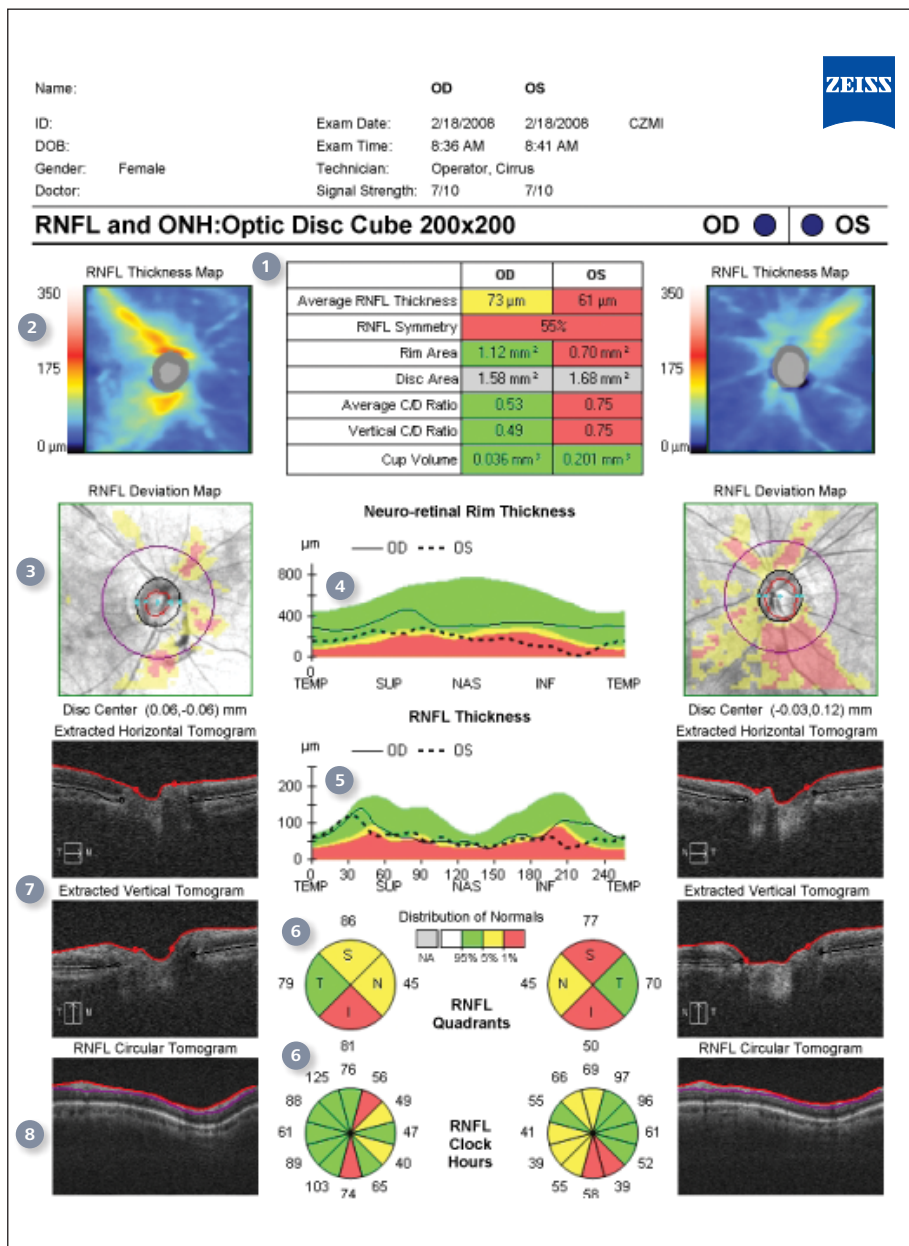 ZEISS
Name: OD OS
ID: Exam Date: 2/18/2008 2/18/2008 CZMI
DOB: Exam Time: 8:36 AM 8:41 AM
Gender: Female Technician: Operator, Cirrus
Doctor: Signal Strength: 7/10 7/10
RNFL and ONH:Optic Disc Cube 200x200 OD OS
1
OD OS
Average RNFL Thickness 73 µm 61 µm
RNFL Symmetry 55%
Rim Area 1.12 mm² 0.70 mm²
Disc Area 1.58 mm² 1.68 mm²
Average C/D Ratio 0.53 0.75
Vertical C/D Ratio 0.49 0.75
Cup Volume 0.036 mm³ 0.201 mm³
RNFL Thickness Map
2
350
175
0 µm
RNFL Thickness Map
350
175
0 µm
RNFL Deviation Map
3
Disc Center (0.06,-0.06) mm
Neuro-retinal Rim Thickness
µm OD OS
4
800
400
0
0
TEMP SUP NAS INF TEMP
RNFL Deviation Map
Disc Center (-0.03,0.12) mm
Extracted Horizontal Tomogram
T N
RNFL Thickness
µm OD OS
5
200
100
0
0 30 60 90 120 150 180 210 240
TEMP SUP NAS INF TEMP
Extracted Horizontal Tomogram
N T
7
Extracted Vertical Tomogram
T N
6
Distribution of Normals
NA 95% 5% 1%
86
S
79 T N 45
I
81
RNFL
Quadrants
77
S
45 N T 70
I
50
Extracted Vertical Tomogram
T N
RNFL Circular Tomogram
8
6
125 76 56
88 49
61 47
89 40
103 74 65
RNFL
Clock
Hours
66 69 97
55 96
41 61
39 52
55 58 39
RNFL Circular Tomogram